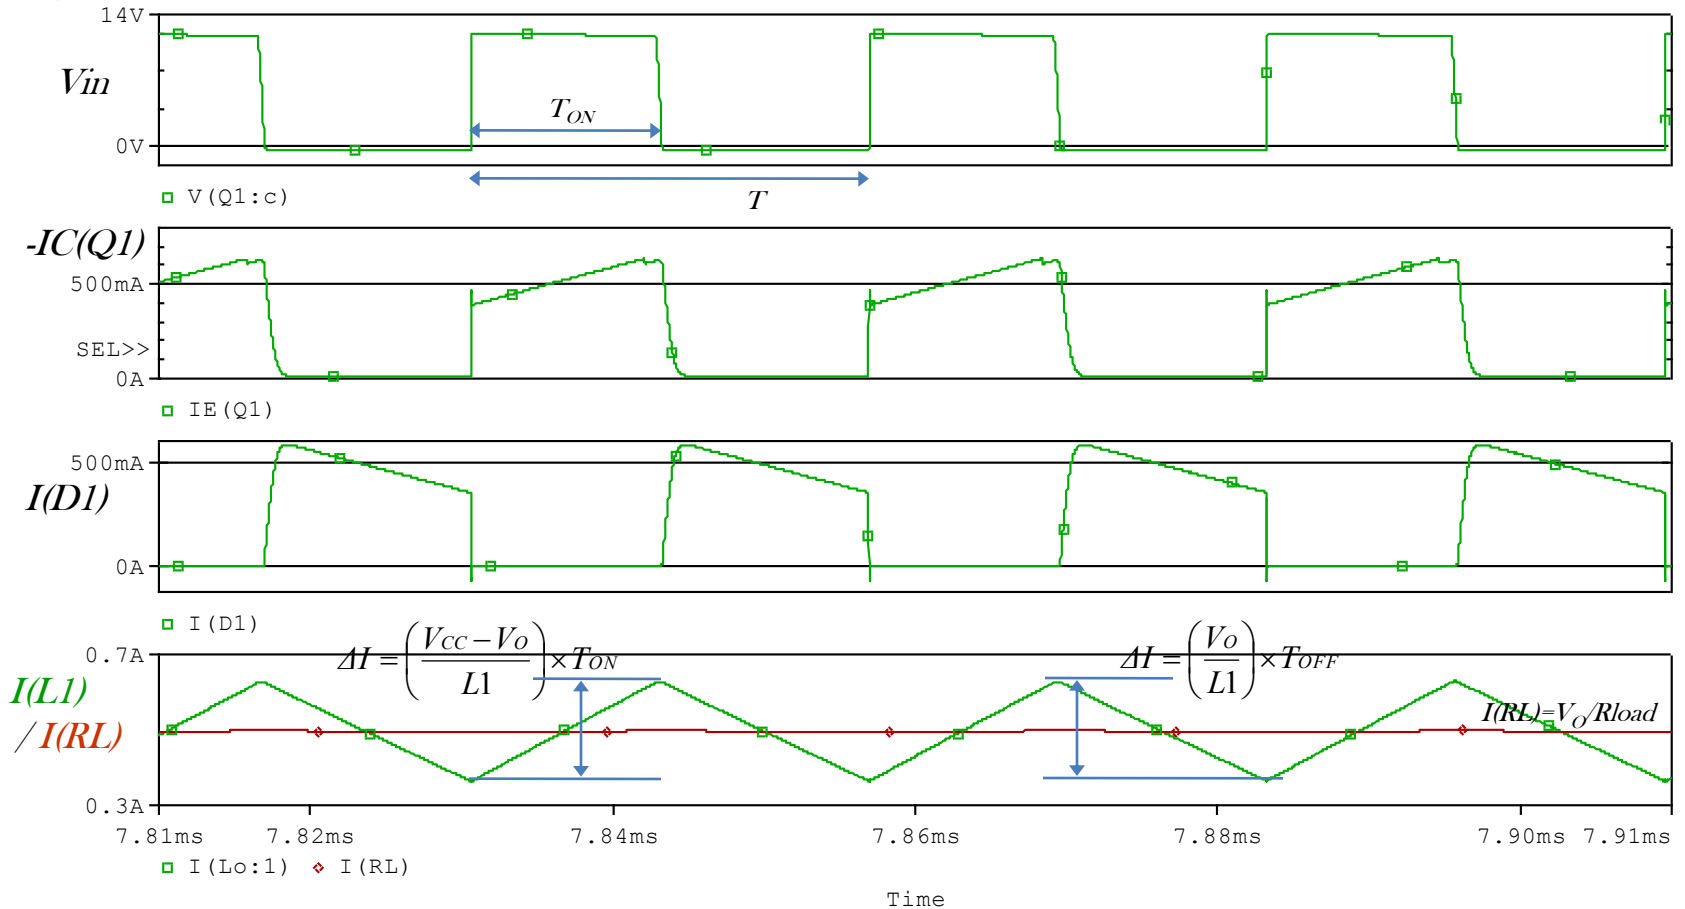 14V
Vin
T_ON
0V
V(Q1:c)
T
-IC(Q1)
500mA
SEL>>
0A
IE(Q1)
500mA
I(D1)
0A
I(D1)
0.7A
ΔI = (VCC − VO / L1) × TON
ΔI = (VO / L1) × TOFF
I(L1)
/ I(RL)
I(RL)=V_O/Rload
0.3A
7.81ms 7.82ms 7.84ms 7.86ms 7.88ms 7.90ms 7.91ms
I(Lo:1) I(RL)
Time